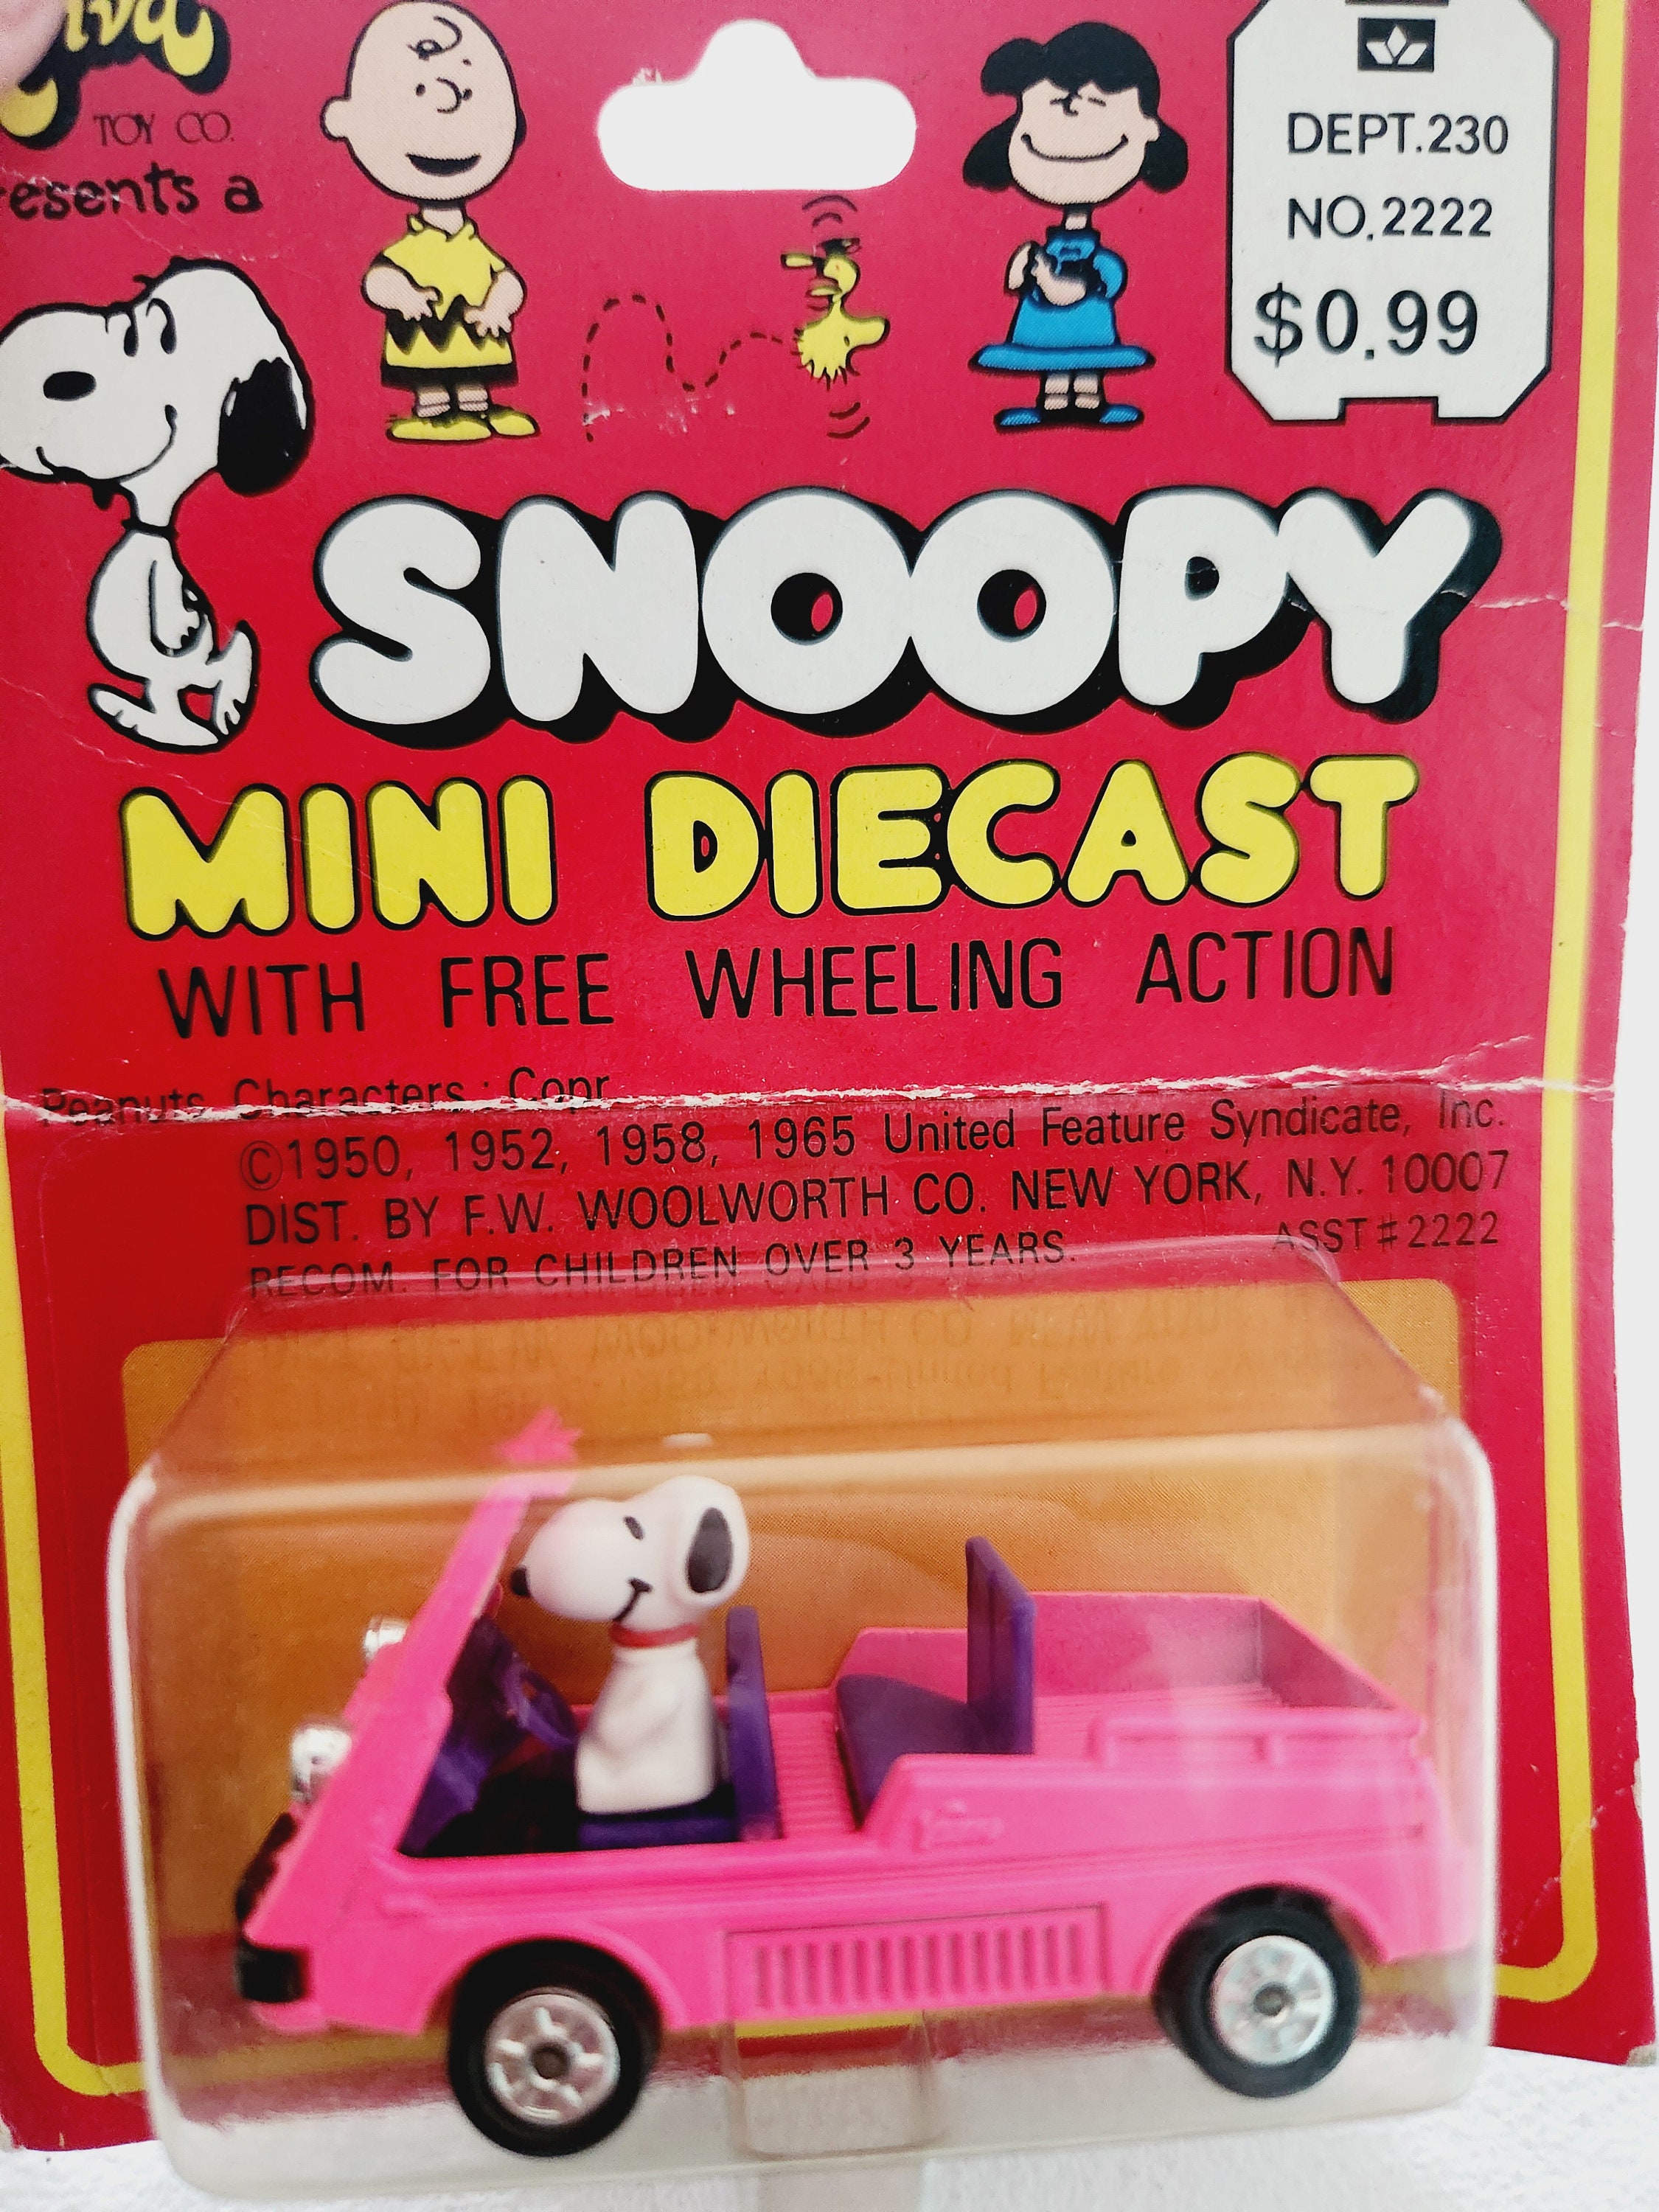 TOY CO.
DEPT.230
NO.2222
$0.99
SNOOPY
MINI DIECAST
WITH FREE WHEELING ACTION
Peanuts Characters : Copr
©1950, 1952, 1958, 1965 United Feature Syndicate, Inc.
DIST. BY F.W. WOOLWORTH CO. NEW YORK, N.Y. 10007
RECOM. FOR CHILDREN OVER 3 YEARS. ASST#2222